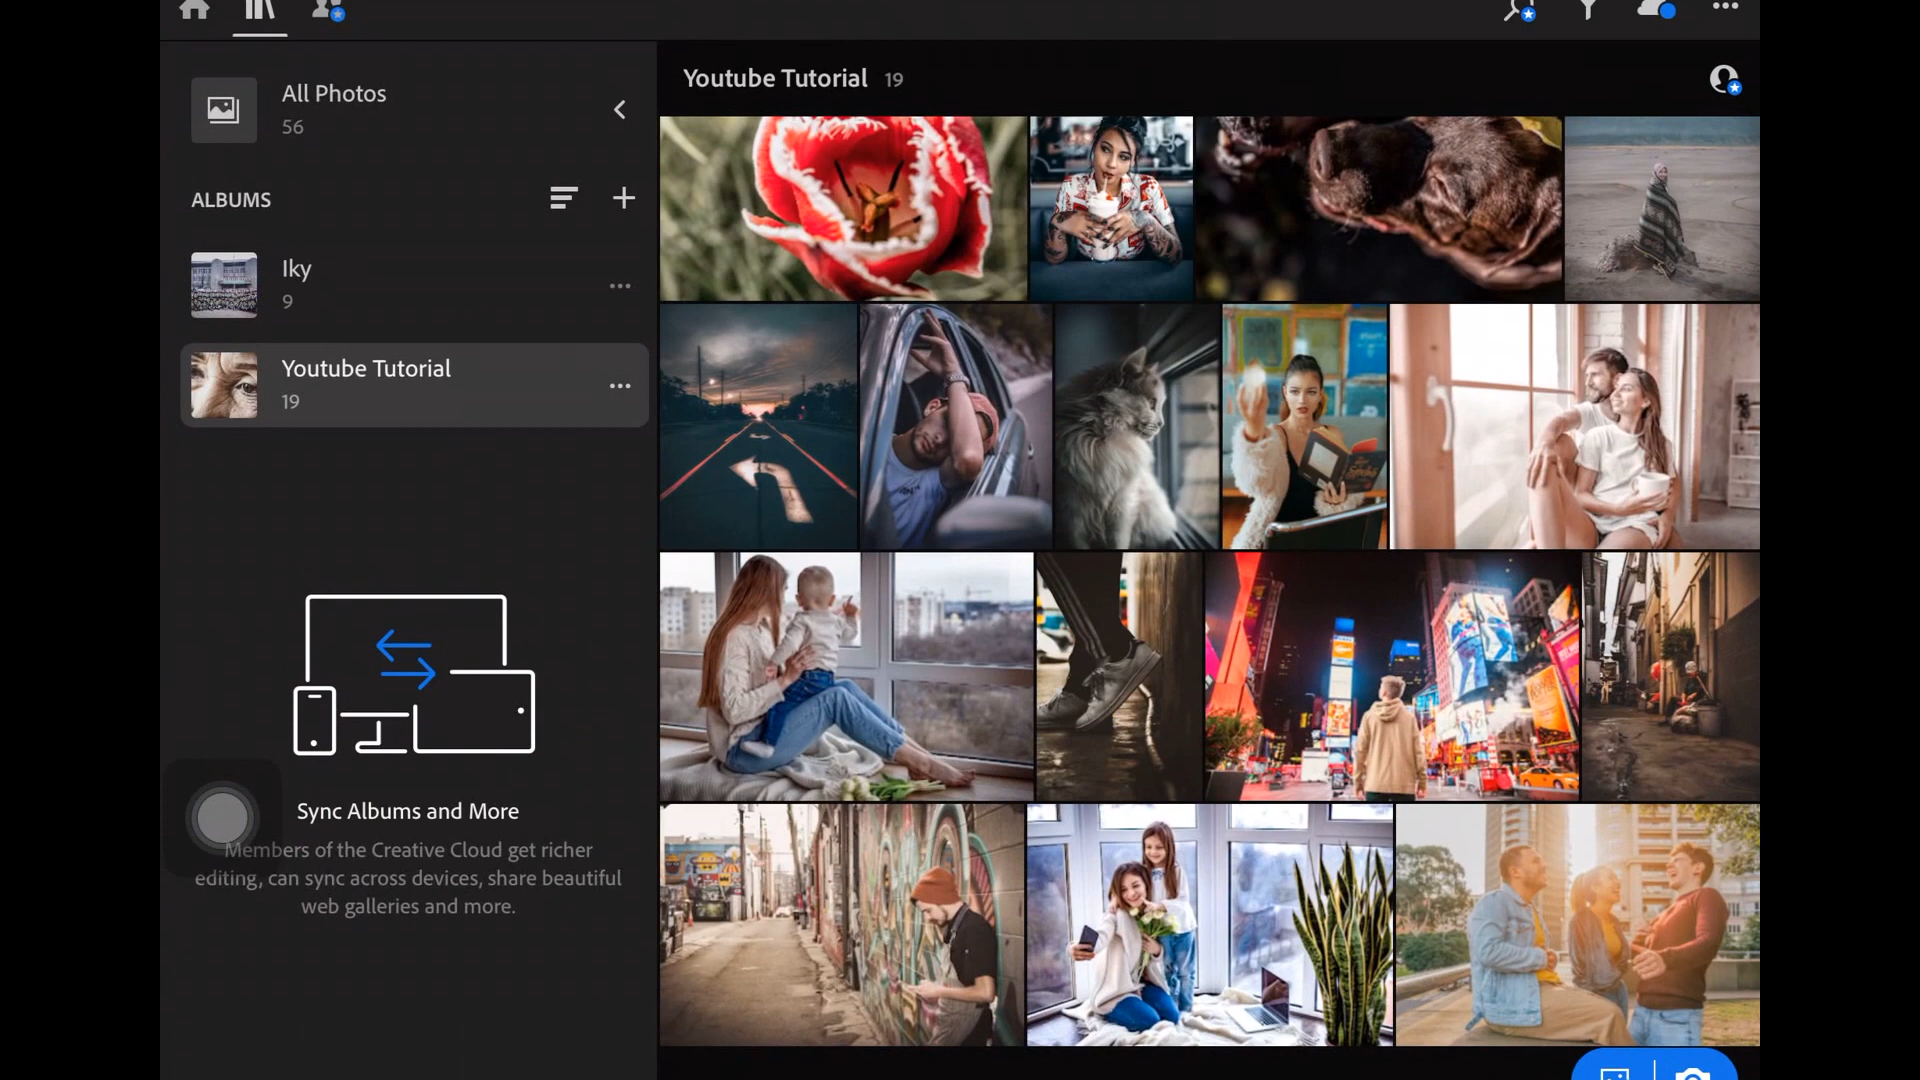 All Photos
56
Youtube Tutorial 19
ALBUMS
Iky
9
Youtube Tutorial
19
Sync Albums and More
Members of the Creative Cloud get richer
editing, can sync across devices, share beautiful
web galleries and more.